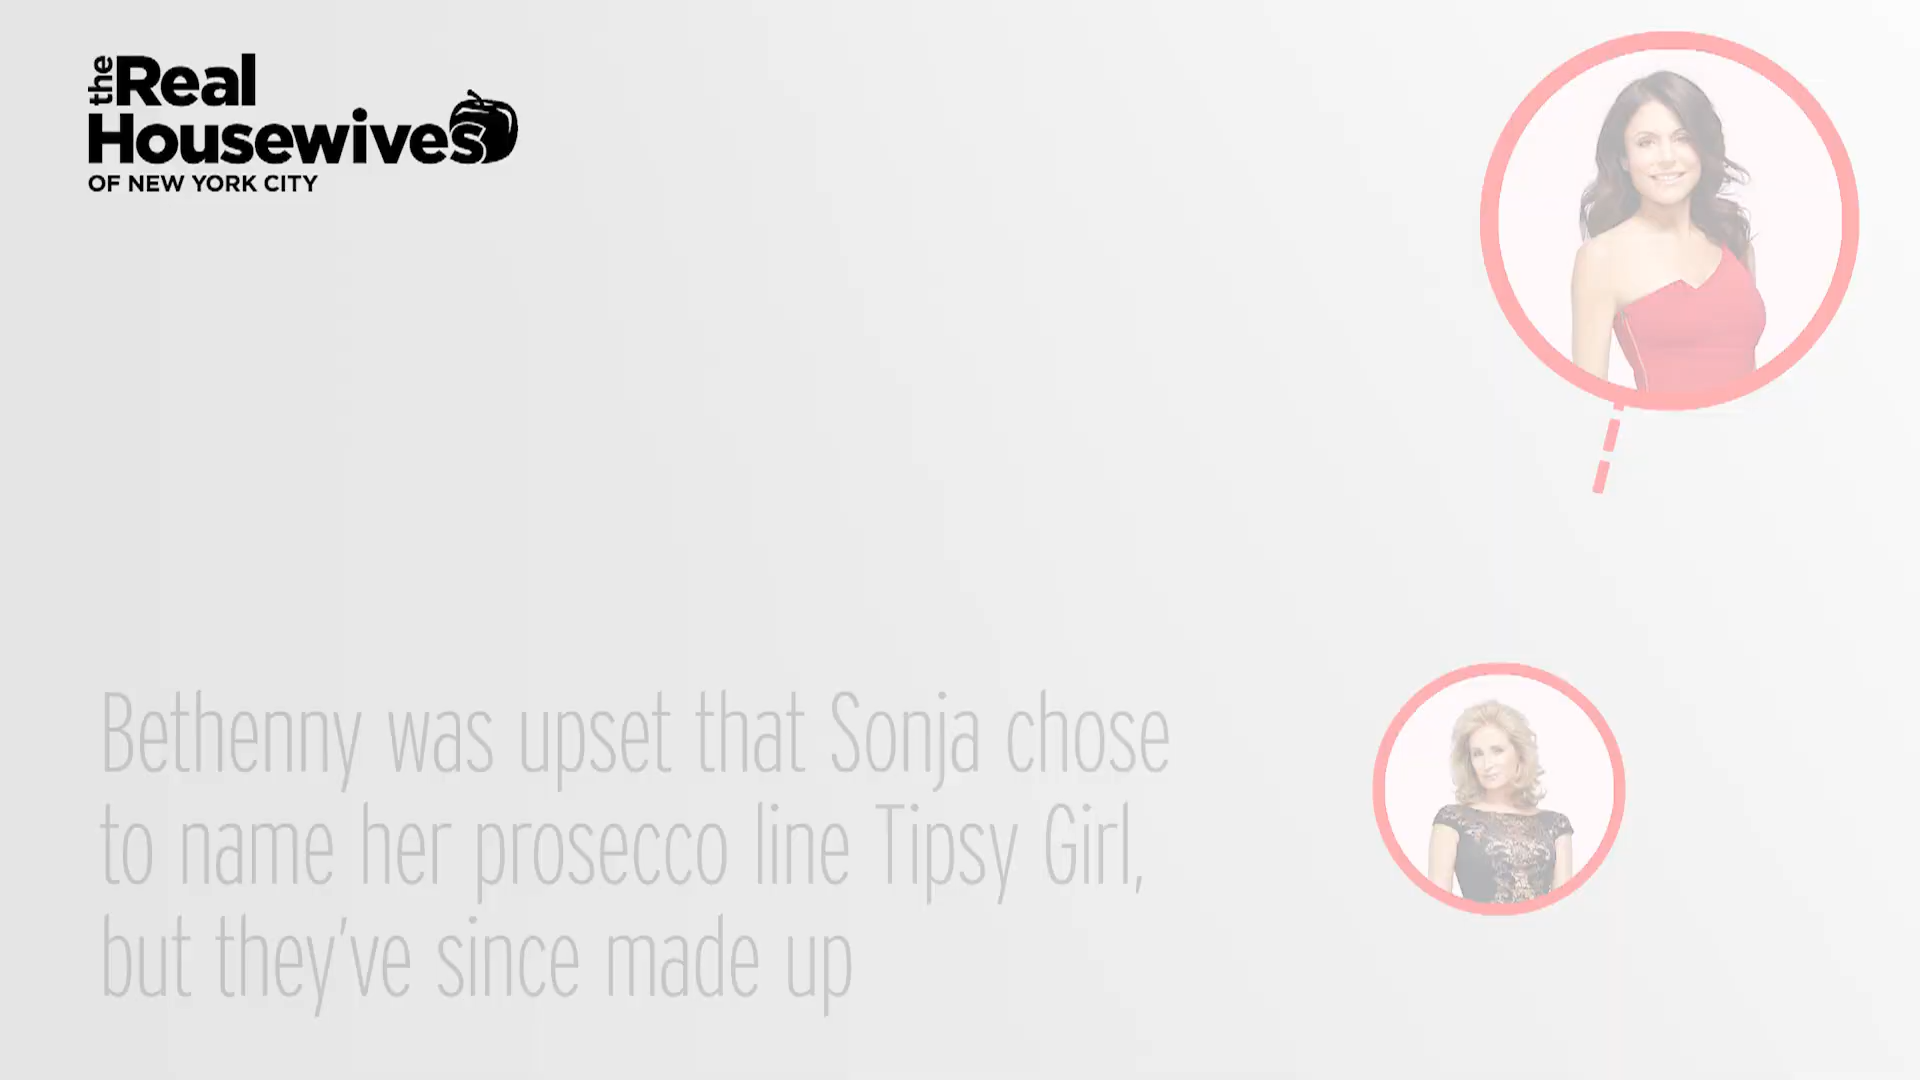 the Real
Housewives
OF NEW YORK CITY
Bethenny was upset that Sonja chose
to name her prosecco line Tipsy Girl,
but they've since made up